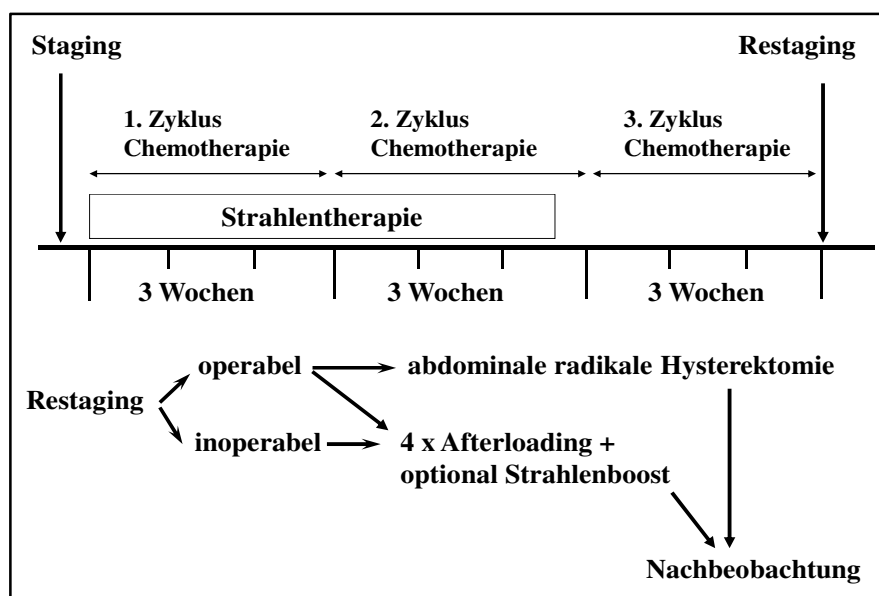 Staging
Restaging
1. Zyklus
Chemotherapie
2. Zyklus
Chemotherapie
3. Zyklus
Chemotherapie
Strahlentherapie
3 Wochen
3 Wochen
3 Wochen
operabel
abdominale radikale Hysterektomie
Restaging
inoperabel
4 x Afterloading +
optional Strahlenboost
Nachbeobachtung